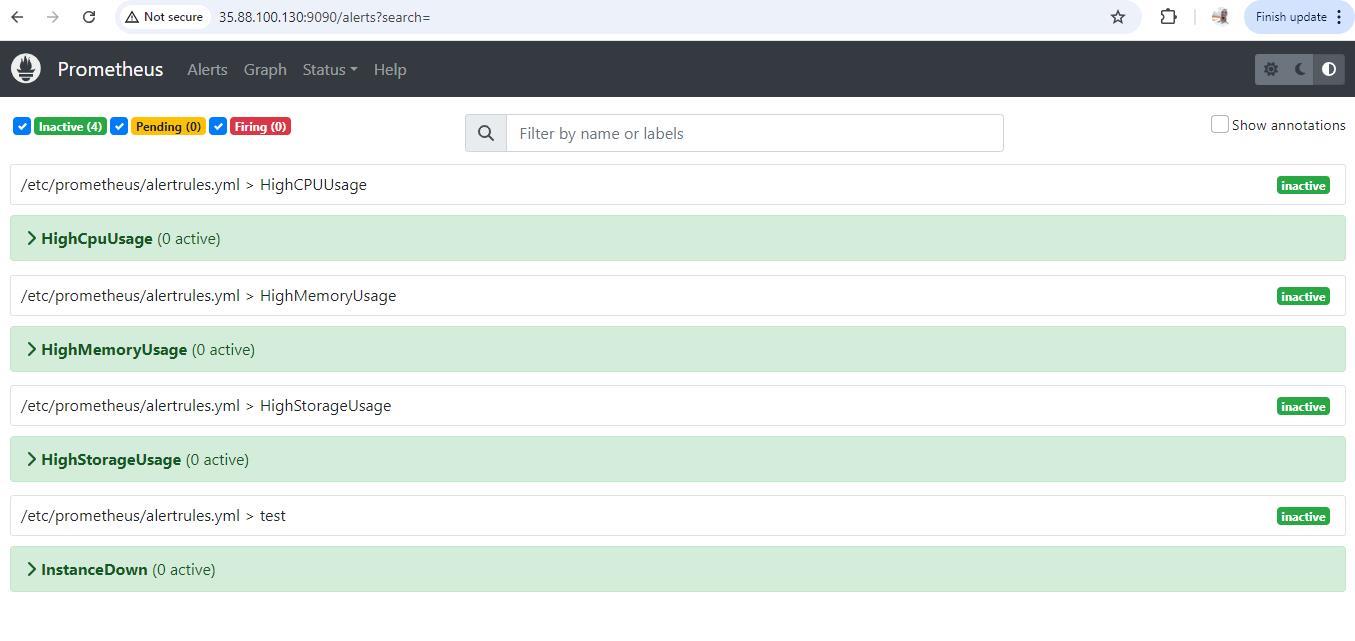 Not secure 35.88.100.130:9090/alerts?search= Finish update
Prometheus Alerts Graph Status Help
Inactive (4) Pending (0) Firing (0) Filter by name or labels Show annotations
/etc/prometheus/alertrules.yml > HighCPUUsage inactive
HighCpuUsage (0 active)
/etc/prometheus/alertrules.yml > HighMemoryUsage inactive
HighMemoryUsage (0 active)
/etc/prometheus/alertrules.yml > HighStorageUsage inactive
HighStorageUsage (0 active)
/etc/prometheus/alertrules.yml > test inactive
InstanceDown (0 active)